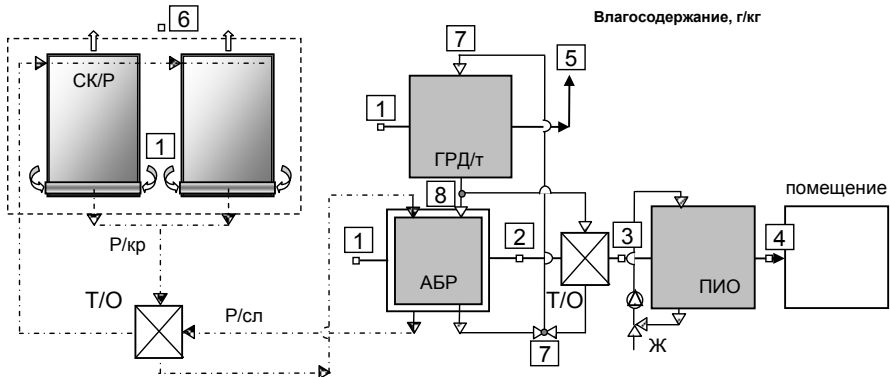 Влагосодержание, г/кг
6
7
5
СК/Р
1
1
ГРД/т
8
помещение
1
2
3
4
Р/кр
АБР
ПИО
Т/О
Т/О
Р/сл
7
Ж